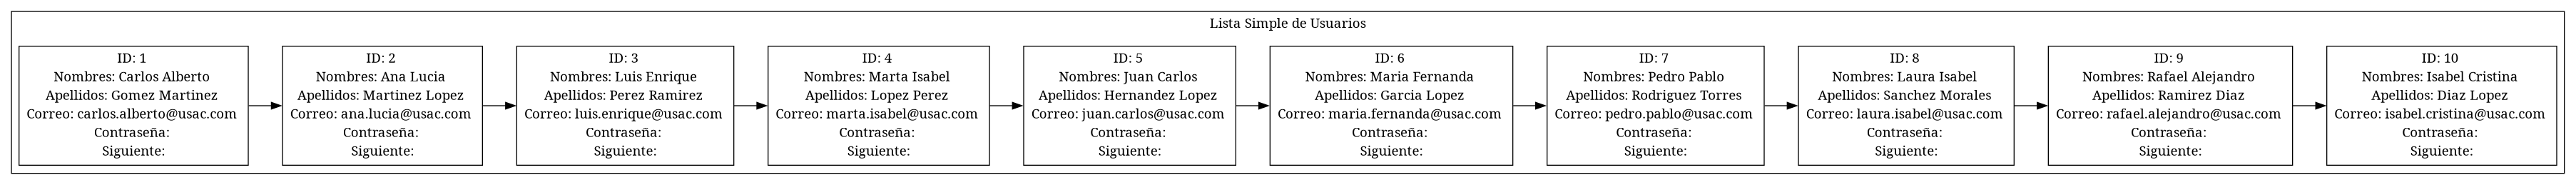 Lista Simple de Usuarios
ID: 1
Nombres: Carlos Alberto
Apellidos: Gomez Martinez
Correo: carlos.alberto@usac.com
Contraseña:
Siguiente:
ID: 2
Nombres: Ana Lucia
Apellidos: Martinez Lopez
Correo: ana.lucia@usac.com
Contraseña:
Siguiente:
ID: 3
Nombres: Luis Enrique
Apellidos: Perez Ramirez
Correo: luis.enrique@usac.com
Contraseña:
Siguiente:
ID: 4
Nombres: Marta Isabel
Apellidos: Lopez Perez
Correo: marta.isabel@usac.com
Contraseña:
Siguiente:
ID: 5
Nombres: Juan Carlos
Apellidos: Hernandez Lopez
Correo: juan.carlos@usac.com
Contraseña:
Siguiente:
ID: 6
Nombres: Maria Fernanda
Apellidos: Garcia Lopez
Correo: maria.fernanda@usac.com
Contraseña:
Siguiente:
ID: 7
Nombres: Pedro Pablo
Apellidos: Rodriguez Torres
Correo: pedro.pablo@usac.com
Contraseña:
Siguiente:
ID: 8
Nombres: Laura Isabel
Apellidos: Sanchez Morales
Correo: laura.isabel@usac.com
Contraseña:
Siguiente:
ID: 9
Nombres: Rafael Alejandro
Apellidos: Ramirez Diaz
Correo: rafael.alejandro@usac.com
Contraseña:
Siguiente:
ID: 10
Nombres: Isabel Cristina
Apellidos: Diaz Lopez
Correo: isabel.cristina@usac.com
Contraseña:
Siguiente: